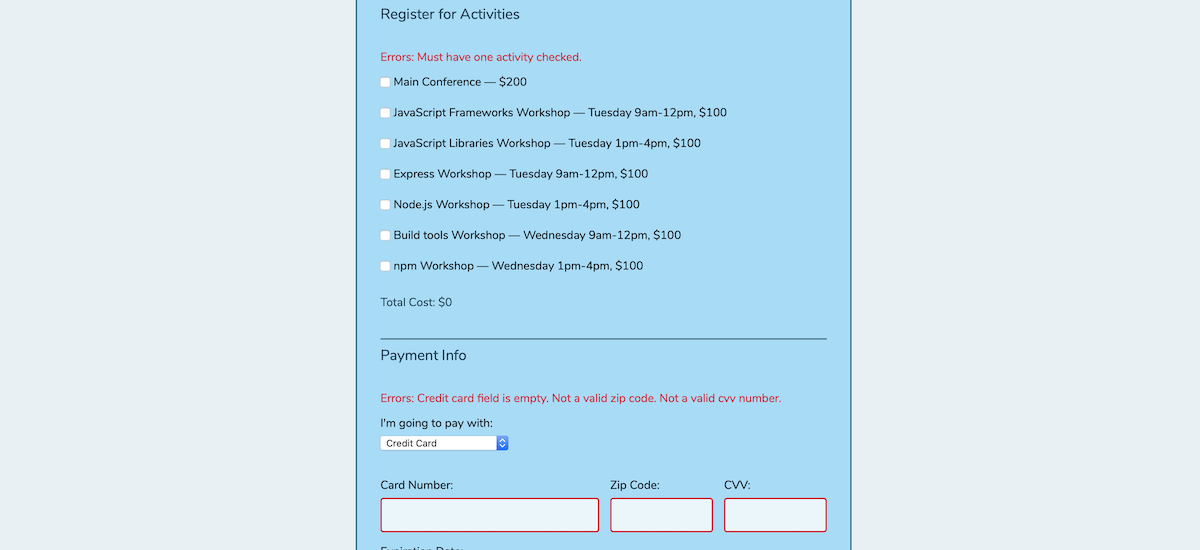 Register for Activities
Errors: Must have one activity checked.
Main Conference — $200
JavaScript Frameworks Workshop — Tuesday 9am-12pm, $100
JavaScript Libraries Workshop — Tuesday 1pm-4pm, $100
Express Workshop — Tuesday 9am-12pm, $100
Node.js Workshop — Tuesday 1pm-4pm, $100
Build tools Workshop — Wednesday 9am-12pm, $100
npm Workshop — Wednesday 1pm-4pm, $100
Total Cost: $0
Payment Info
Errors: Credit card field is empty. Not a valid zip code. Not a valid cvv number.
I'm going to pay with:
Credit Card
Card Number: Zip Code: CVV:
Expiration Date: